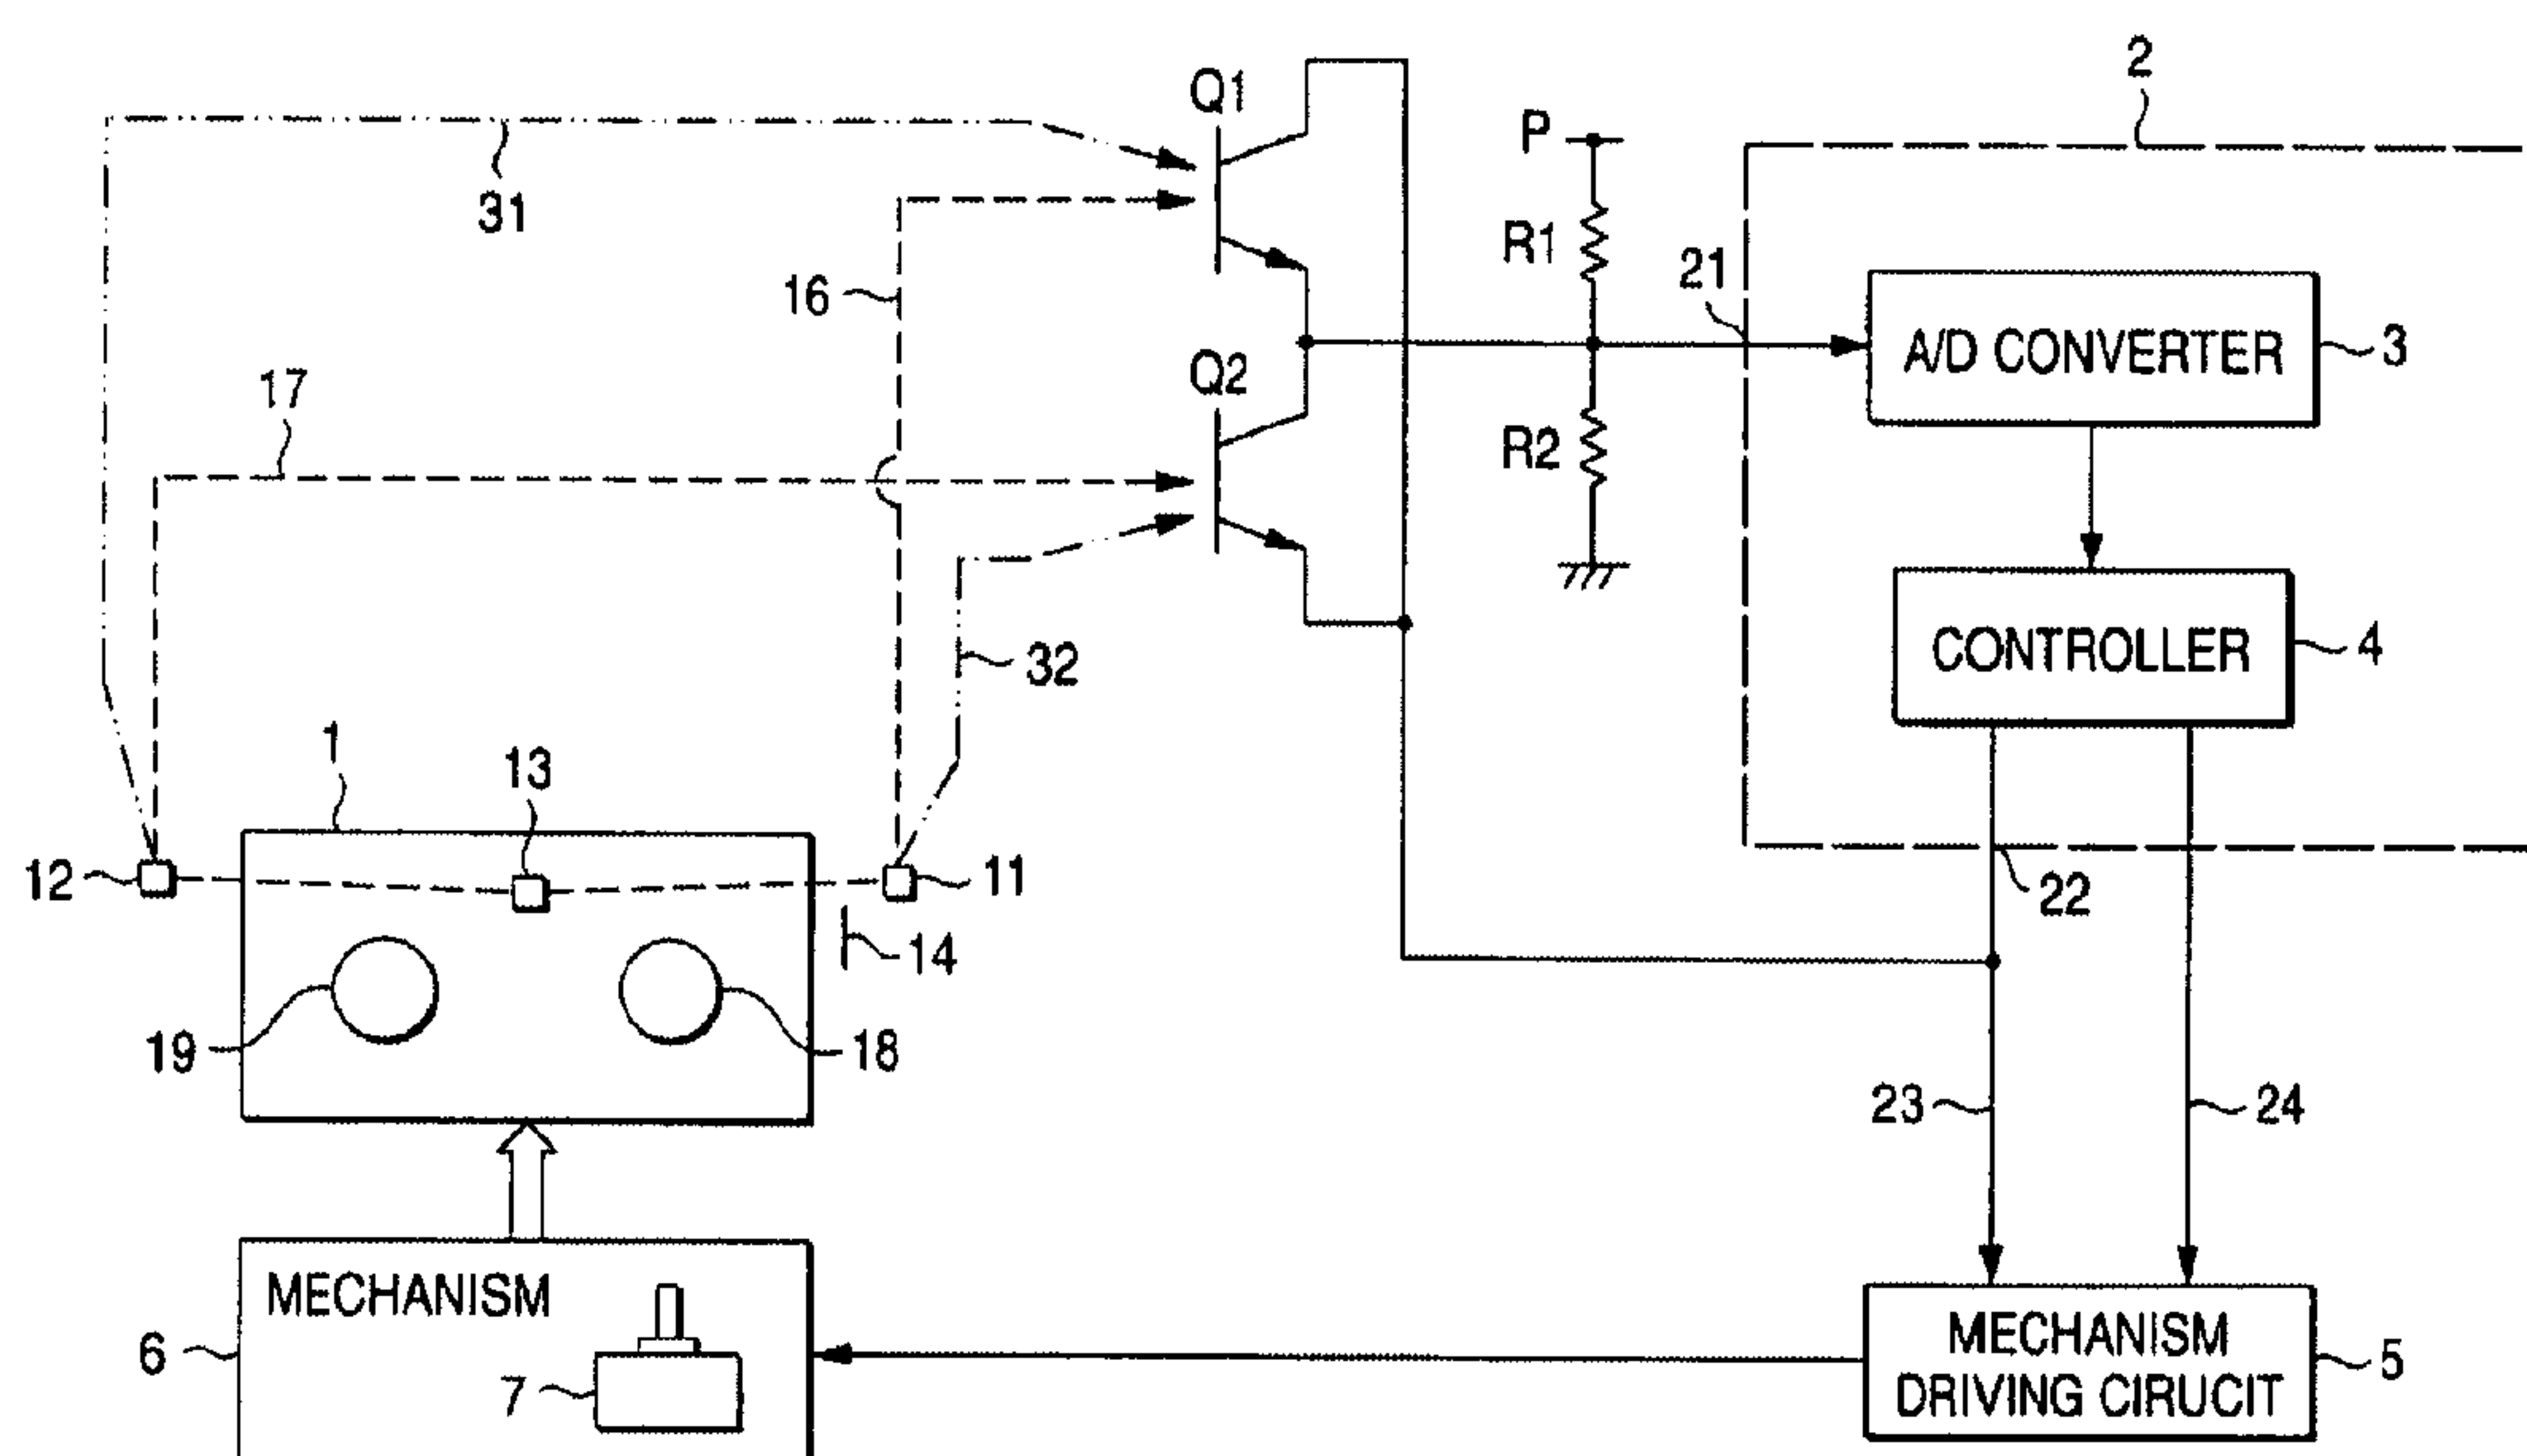 2
Q1
P
31
R1
21
16
A/D CONVERTER
3
Q2
17
R2
CONTROLLER
4
32
1
13
12
11
22
14
19
18
23
24
MECHANISM
6
7
MECHANISM
DRIVING CIRUCIT
5